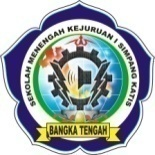 SEKOLAH MENENGAH KEJURUAN I SIMPANG KATIS
BANGKA TENGAH